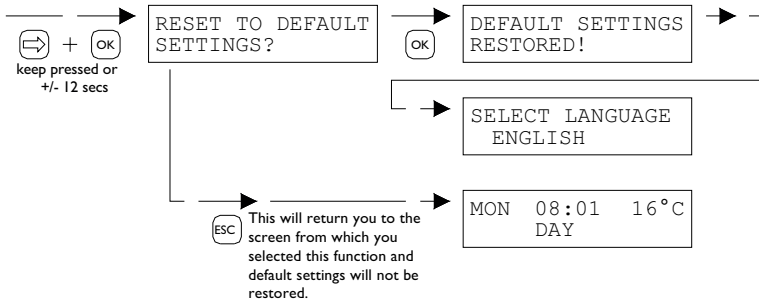 + OK
keep pressed or
+/- 12 secs
RESET TO DEFAULT
SETTINGS?
OK
DEFAULT SETTINGS
RESTORED!
SELECT LANGUAGE
ENGLISH
ESC
This will return you to the
screen from which you
selected this function and
default settings will not be
restored.
MON 08:01 16°C
DAY